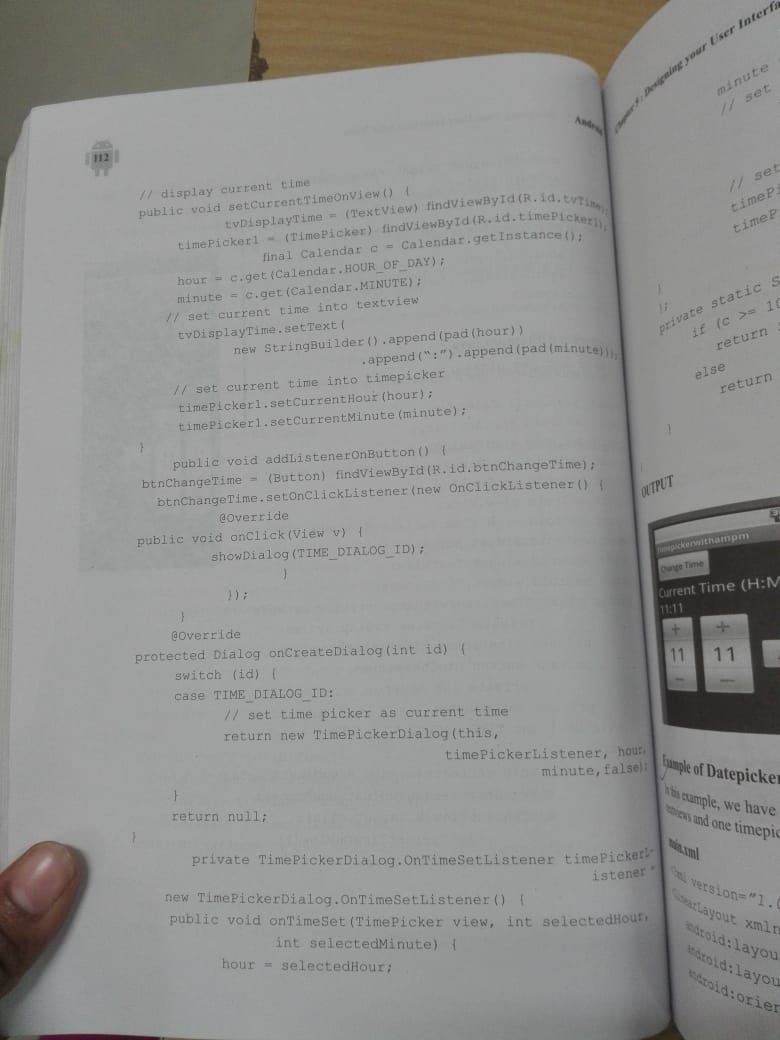 112
// display current time
public void setCurrentTimeOnView() {
tvDisplayTime = (TextView) findViewById(R.id.tvTime);
timePicker1 = (TimePicker) findViewById(R.id.timePicker1);
final Calendar c = Calendar.getInstance();
hour = c.get(Calendar.HOUR_OF_DAY);
minute = c.get(Calendar.MINUTE);
// set current time into textview
tvDisplayTime.setText(
new StringBuilder().append(pad(hour))
.append(“:”).append(pad(minute)));
// set current time into timepicker
timePicker1.setCurrentHour(hour);
timePicker1.setCurrentMinute(minute);
}
public void addListenerOnButton() {
btnChangeTime = (Button) findViewById(R.id.btnChangeTime);
btnChangeTime.setOnClickListener(new OnClickListener() {
@Override
public void onClick(View v) {
showDialog(TIME_DIALOG_ID);
}
});
}
@Override
protected Dialog onCreateDialog(int id) {
switch (id) {
case TIME_DIALOG_ID:
// set time picker as current time
return new TimePickerDialog(this,
timePickerListener, hour,
minute,false);
}
return null;
}
private TimePickerDialog.OnTimeSetListener timePickerL
istener =
new TimePickerDialog.OnTimeSetListener() {
public void onTimeSet(TimePicker view, int selectedHour,
int selectedMinute) {
hour = selectedHour;
Chapter 5 : Designing your User Interfa
minute
// set
// set
timePi
timeP
}
};
private static S
if (c >= 10
return
else
return
}
OUTPUT
Timepickerwithampm
Change Time
Current Time (H:M
11:11
+ +
11 11
Example of Datepicker
In this example, we have
textviews and one timepic
main.xml
<?xml version=”1.0
<LinearLayout xmln
android:layou
android:layou
android:orien